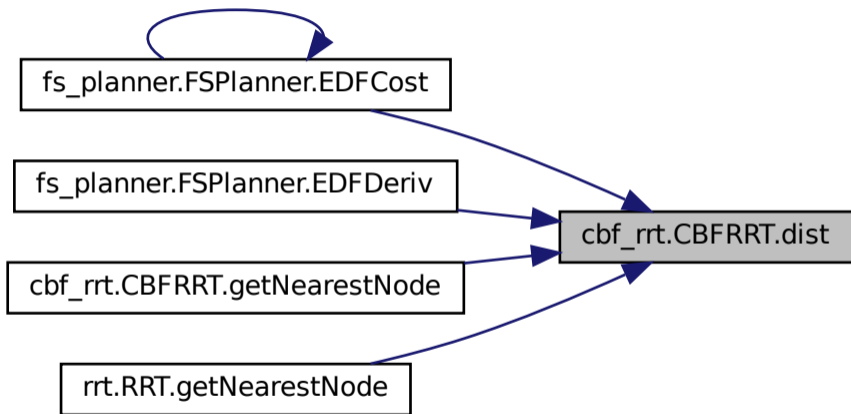 fs_planner.FSPlanner.EDFCost
fs_planner.FSPlanner.EDFDeriv
cbf_rrt.CBFRRT.dist
cbf_rrt.CBFRRT.getNearestNode
rrt.RRT.getNearestNode